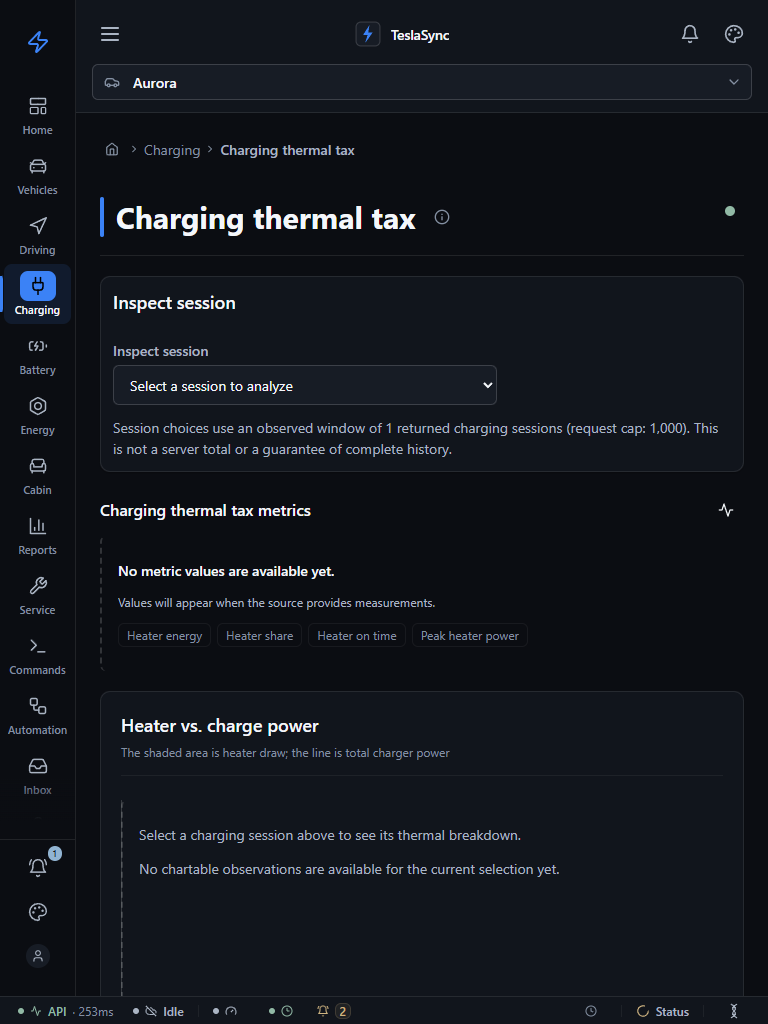 TeslaSync
Aurora
Home
Vehicles
Driving
Charging
Battery
Energy
Cabin
Reports
Service
Commands
Automation
Inbox
1
Charging
Charging thermal tax
Charging thermal tax
Inspect session
Inspect session
Select a session to analyze
Session choices use an observed window of 1 returned charging sessions (request cap: 1,000). This
is not a server total or a guarantee of complete history.
Charging thermal tax metrics
No metric values are available yet.
Values will appear when the source provides measurements.
Heater energy
Heater share
Heater on time
Peak heater power
Heater vs. charge power
The shaded area is heater draw; the line is total charger power
Select a charging session above to see its thermal breakdown.
No chartable observations are available for the current selection yet.
API · 253ms
Idle
2
Status